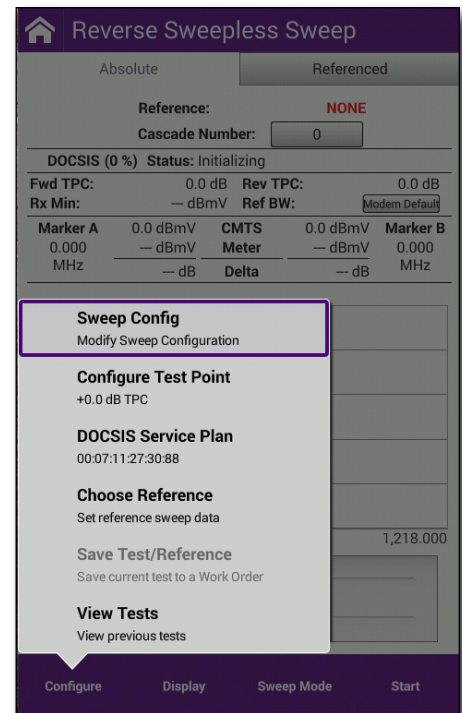 Reverse Sweepless Sweep
Absolute Referenced
Reference: NONE
Cascade Number: 0
DOCSIS (0 %) Status: Initializing
Fwd TPC: 0.0 dB Rev TPC: 0.0 dB
Rx Min: --- dBmV Ref BW: Modem Default
Marker A 0.0 dBmV CMTS 0.0 dBmV Marker B
0.000 --- dBmV Meter --- dBmV 0.000
MHz --- dB Delta --- dB MHz
Sweep Config
Modify Sweep Configuration
Configure Test Point
+0.0 dB TPC
DOCSIS Service Plan
00:07:11:27:30:88
Choose Reference
Set reference sweep data
1,218.000
Save Test/Reference
Save current test to a Work Order
View Tests
View previous tests
Configure Display Sweep Mode Start